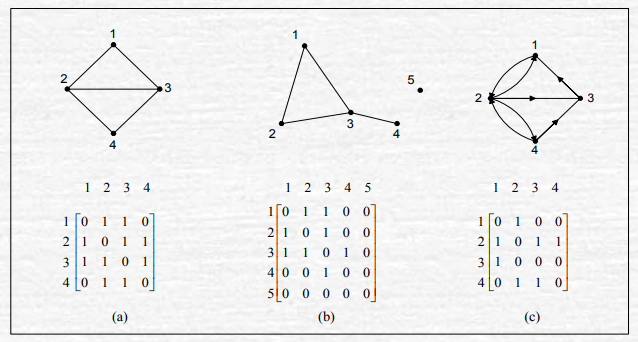 1
2
3
4
1 2 3 4
1 0 1 1 0
2 1 0 1 1
3 1 1 0 1
4 0 1 1 0
(a)
1
5
2
3
4
1 2 3 4 5
1 0 1 1 0 0
2 1 0 1 0 0
3 1 1 0 1 0
4 0 0 1 0 0
5 0 0 0 0 0
(b)
1
2
3
4
1 2 3 4
1 0 1 0 0
2 1 0 1 1
3 1 0 0 0
4 0 1 1 0
(c)